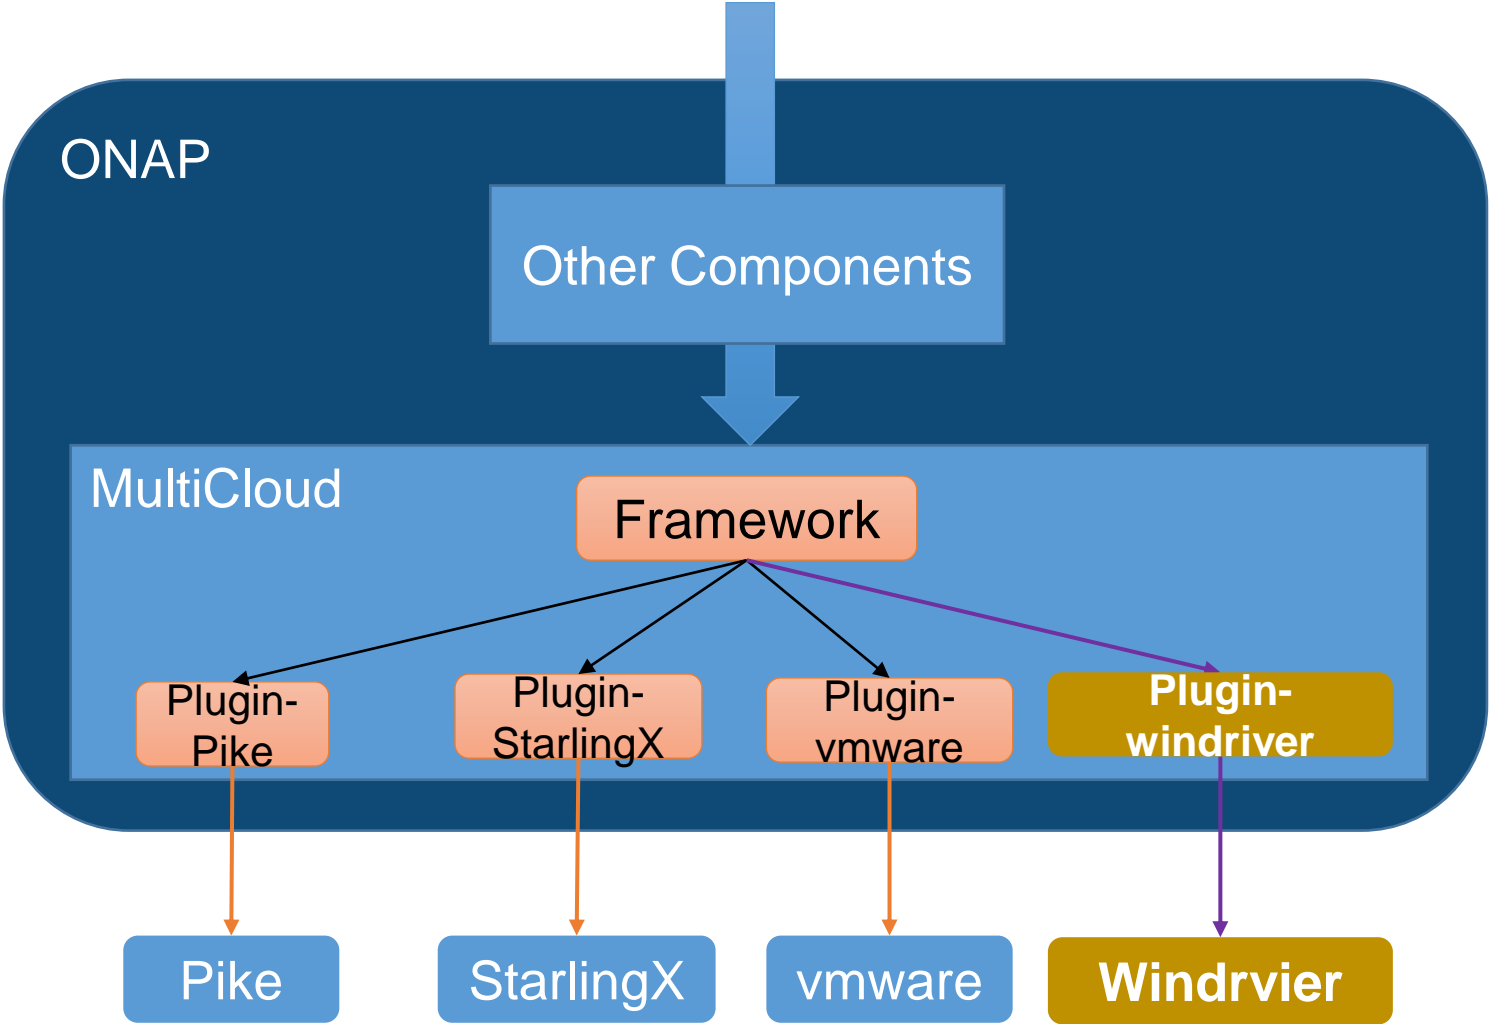 ONAP
Other Components
MultiCloud
Framework
Plugin-
Pike
Plugin-
StarlingX
Plugin-
vmware
Plugin-
windriver
Pike
StarlingX
vmware
Windrvier